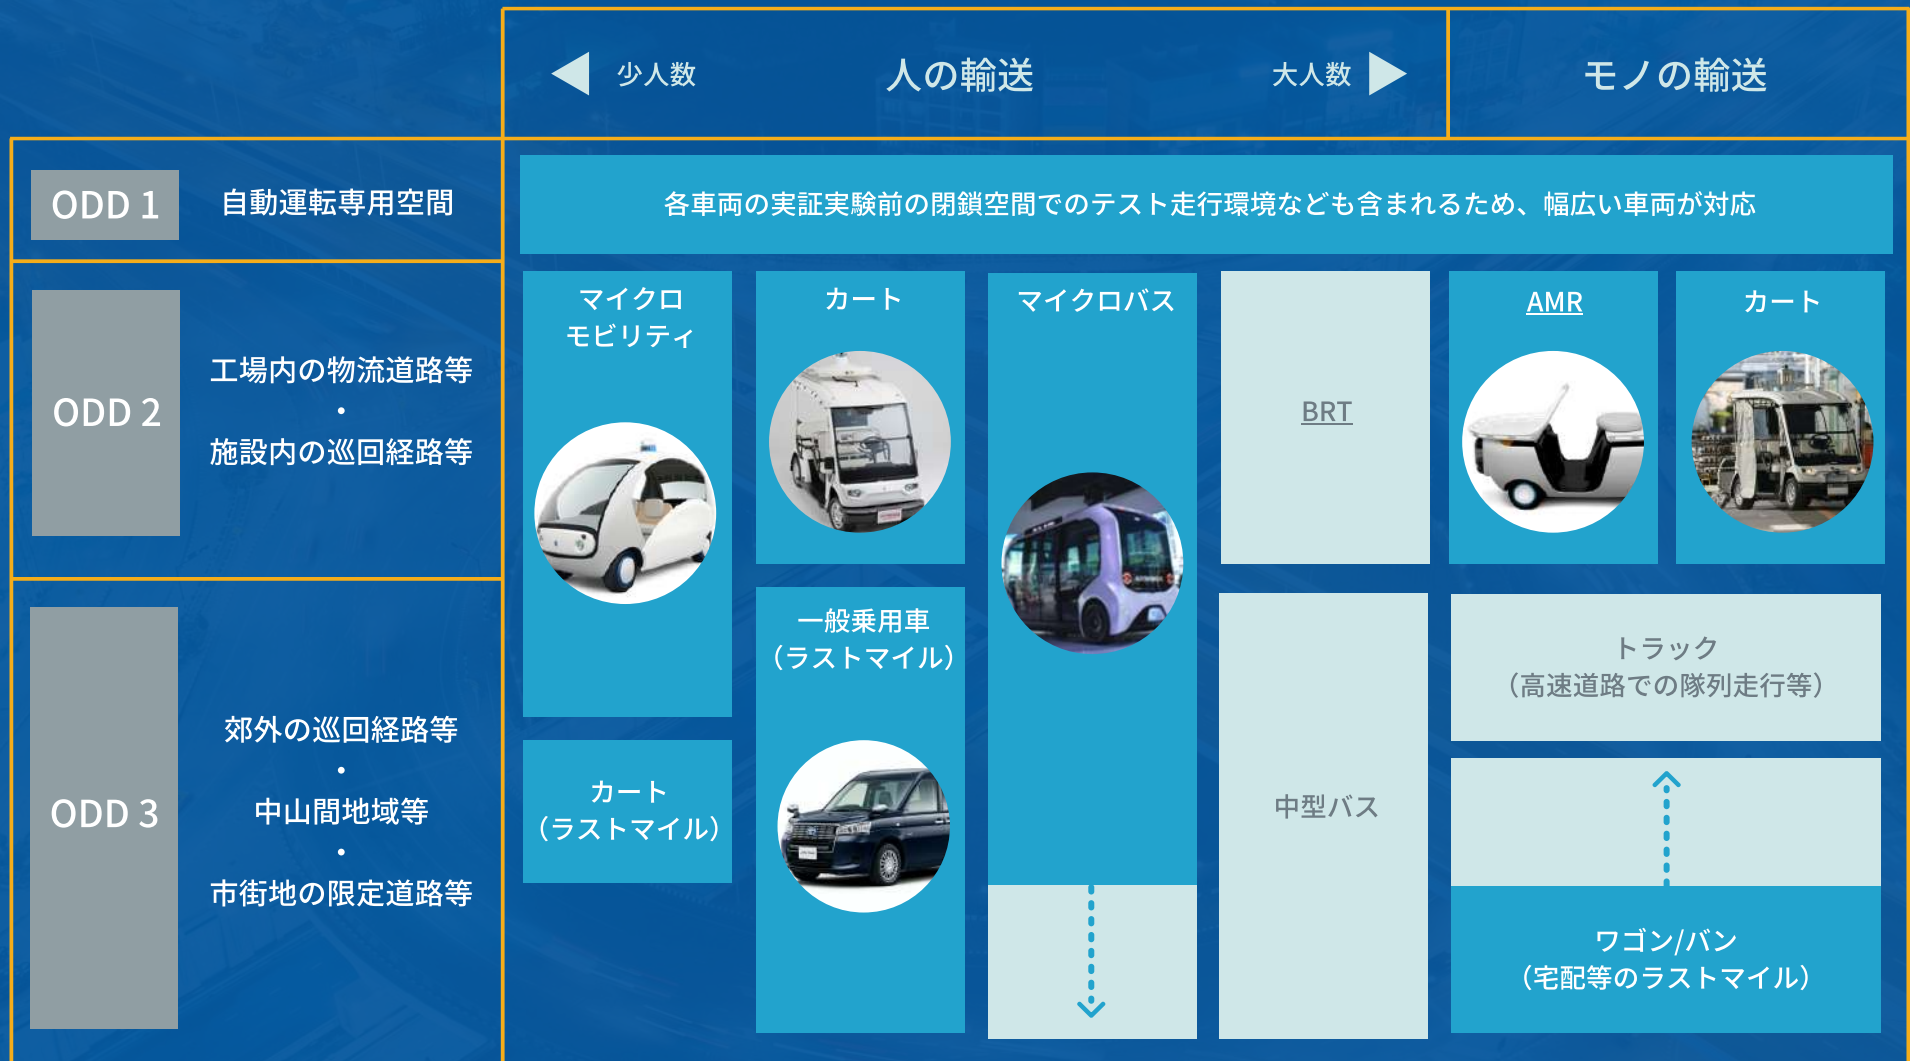 少人数
人の輸送
大人数
モノの輸送
ODD 1
自動運転専用空間
各車両の実証実験前の閉鎖空間でのテスト走行環境なども含まれるため、幅広い車両が対応
ODD 2
工場内の物流道路等
・
施設内の巡回経路等
マイクロ
モビリティ
カート
マイクロバス
BRT
AMR
カート
ODD 3
郊外の巡回経路等
・
中山間地域等
・
市街地の限定道路等
カート
（ラストマイル）
一般乗用車
（ラストマイル）
中型バス
トラック
（高速道路での隊列走行等）
ワゴン/バン
（宅配等のラストマイル）